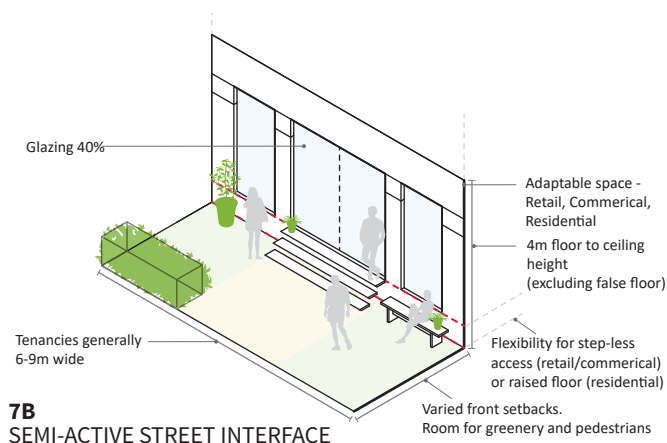 Glazing 40%
Adaptable space -
Retail, Commerical,
Residential
4m floor to ceiling
height
(excluding false floor)
Tenancies generally
6-9m wide
Flexibility for step-less
access (retail/commerical)
or raised floor (residential)
Varied front setbacks.
Room for greenery and pedestrians
7B
SEMI-ACTIVE STREET INTERFACE